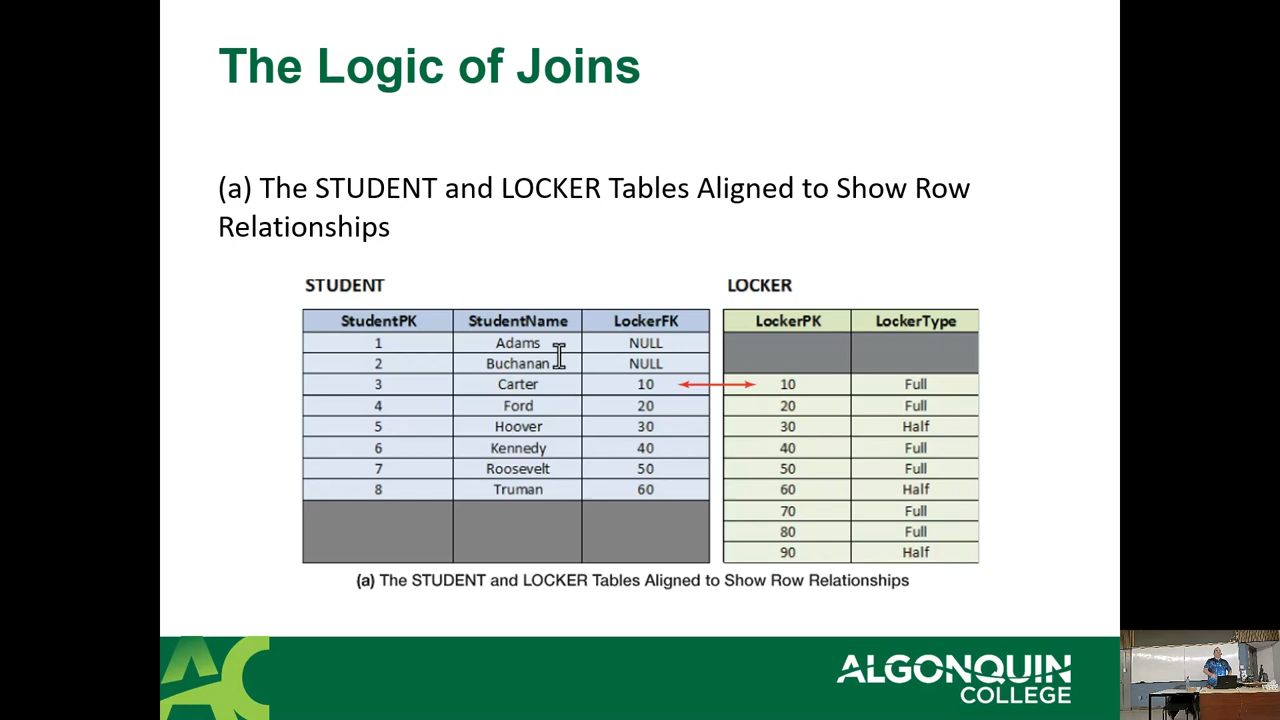 The Logic of Joins
(a) The STUDENT and LOCKER Tables Aligned to Show Row
Relationships
STUDENT LOCKER
StudentPK StudentName LockerFK LockerPK LockerType
1 Adams NULL
2 Buchanan NULL
3 Carter 10 10 Full
4 Ford 20 20 Full
5 Hoover 30 30 Half
6 Kennedy 40 40 Full
7 Roosevelt 50 50 Full
8 Truman 60 60 Half
70 Full
80 Full
90 Half
(a) The STUDENT and LOCKER Tables Aligned to Show Row Relationships
AC
ALGONQUIN
COLLEGE